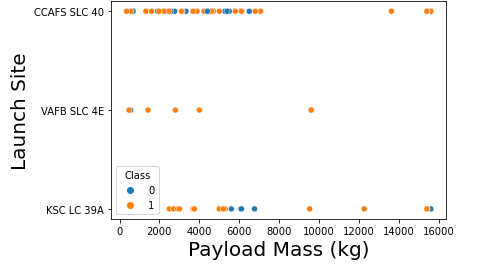 CCAFS SLC 40
VAFB SLC 4E
KSC LC 39A
Launch Site
Class
0
1
0 2000 4000 6000 8000 10000 12000 14000 16000
Payload Mass (kg)